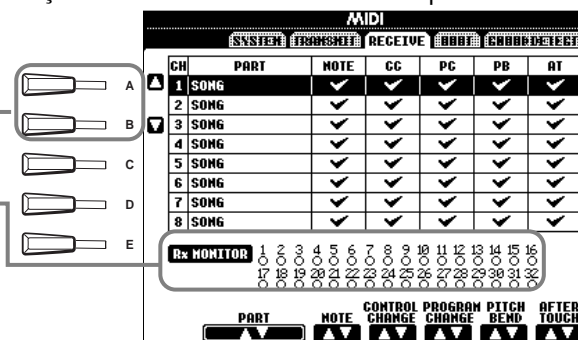 MIDI
SYSTEM TRANSMIT RECEIVE ROOT CHORD DETECT
CH PART NOTE CC PC PB AT
1 SONG
2 SONG
3 SONG
4 SONG
5 SONG
6 SONG
7 SONG
8 SONG
A
B
C
D
E
Rx MONITOR 1 2 3 4 5 6 7 8 9 10 11 12 13 14 15 16
17 18 19 20 21 22 23 24 25 26 27 28 29 30 31 32
PART NOTE CONTROL CHANGE PROGRAM CHANGE PITCH BEND AFTER TOUCH